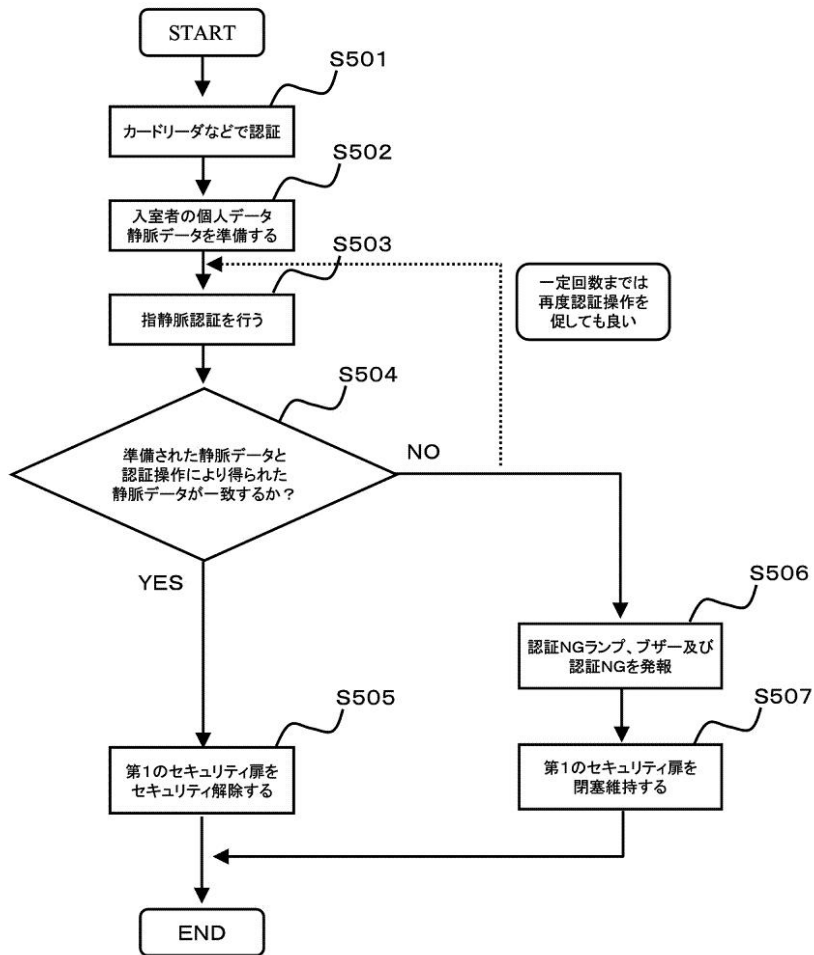 START
S501
カードリーダなどで認証
S502
入室者の個人データ
静脈データを準備する
S503
指静脈認証を行う
一定回数までは
再度認証操作を
促しても良い
S504
準備された静脈データと
認証操作により得られた
静脈データが一致するか？
NO
YES
S506
認証NGランプ、ブザー及び
認証NGを発報
S505
第１のセキュリティ扉を
セキュリティ解除する
S507
第１のセキュリティ扉を
閉塞維持する
END